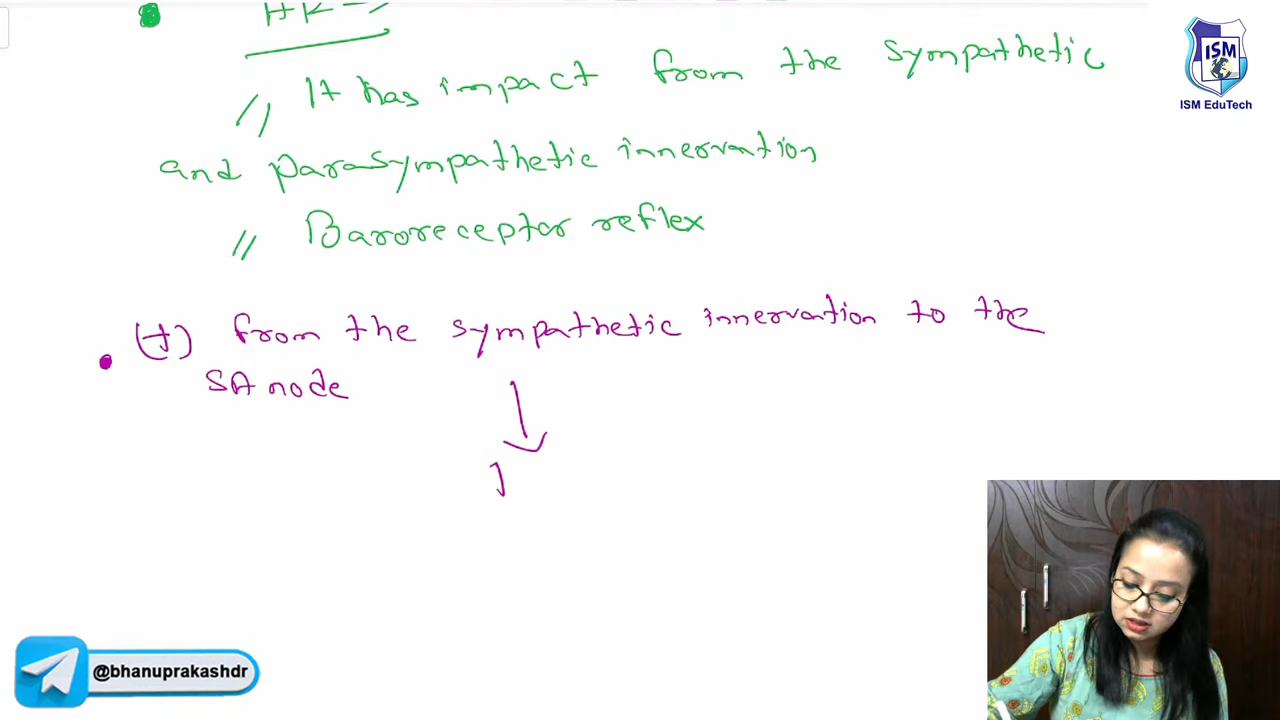 HR →
// It has impact from the sympathetic
and parasympathetic innervation
// Baroreceptor reflex
(+) from the sympathetic innervation to the
SA node
ISM
ISM EduTech
@bhanuprakashdr